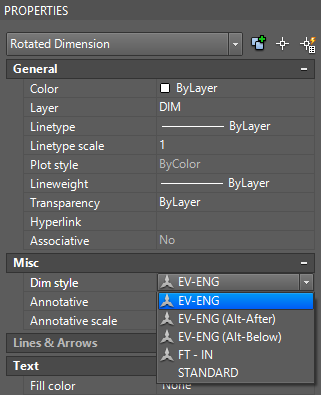 PROPERTIES
Rotated Dimension
General
Color ByLayer
Layer DIM
Linetype ByLayer
Linetype scale 1
Plot style ByColor
Lineweight ByLayer
Transparency ByLayer
Hyperlink
Associative No
Misc
Dim style EV-ENG
Annotative EV-ENG
Annotative scale EV-ENG (Alt-After)
EV-ENG (Alt-Below)
Lines & Arrows FT - IN
Text STANDARD
Fill color None